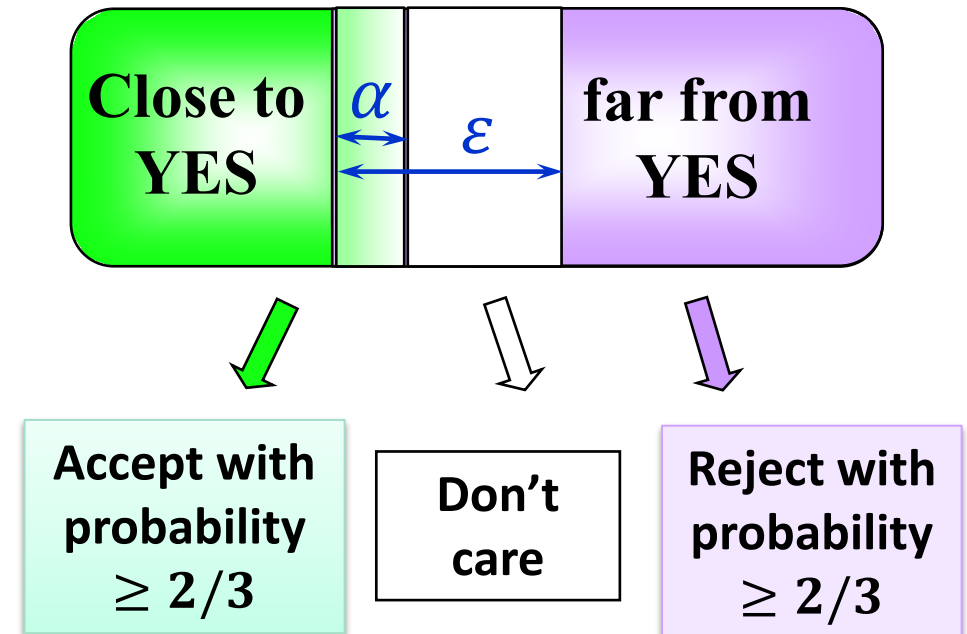 Close to
YES
α
ε
far from
YES
Accept with
probability
≥ 2/3
Don’t
care
Reject with
probability
≥ 2/3